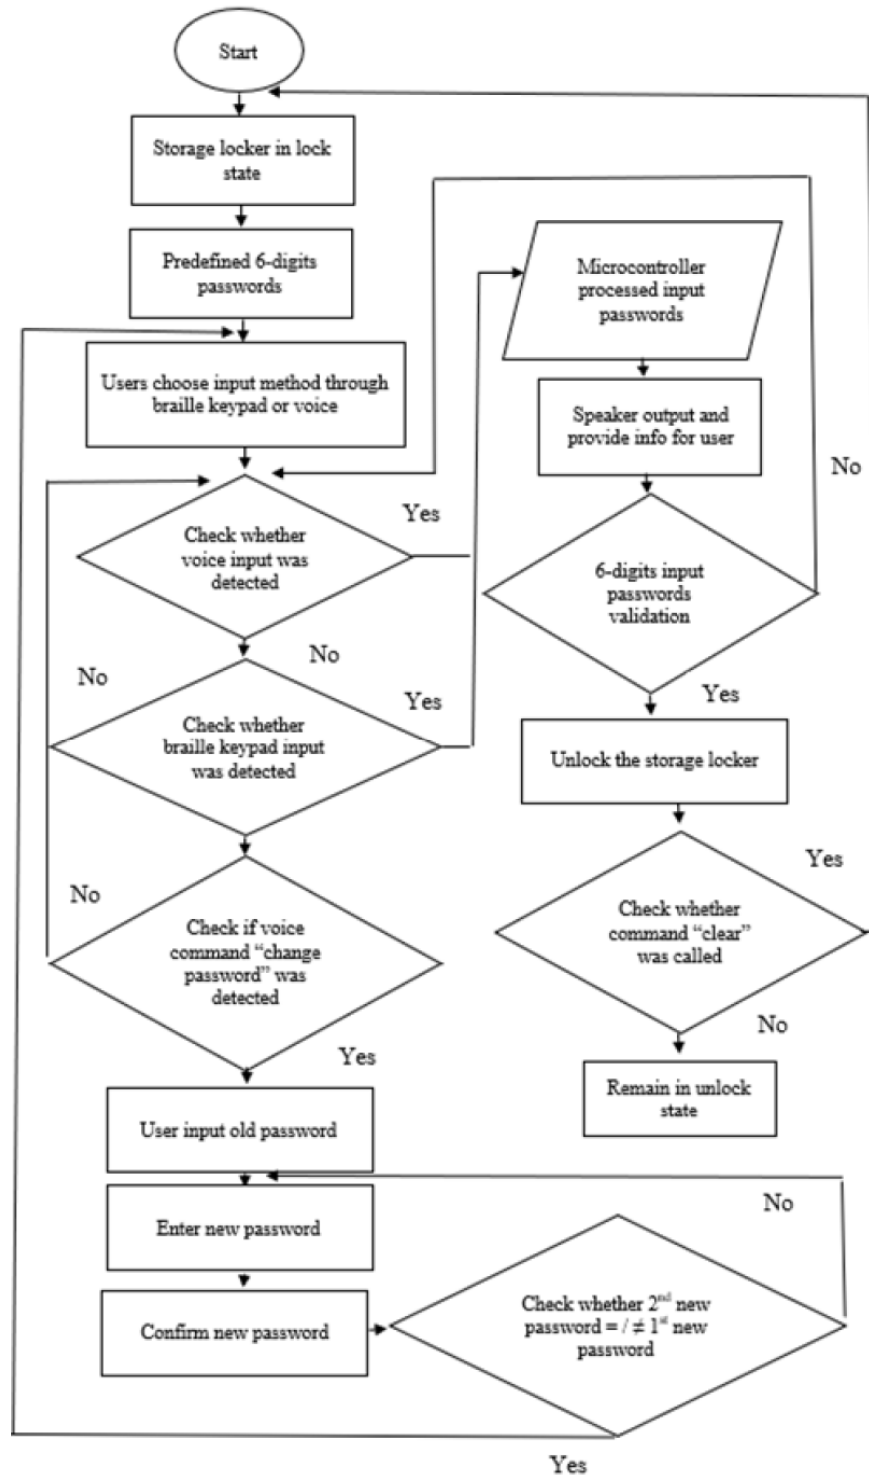 Start
Storage locker in lock
state
Predefined 6-digits
passwords
Users choose input method through
braille keypad or voice
Check whether
voice input was
detected
Yes
No
No
Check whether
braille keypad input
was detected
Yes
No
Check if voice
command “change
password” was
detected
Yes
User input old password
Enter new password
Confirm new password
Check whether 2nd new
password = / ≠ 1st new
password
No
Yes
Microcontroller
processed input
passwords
Speaker output and
provide info for user
No
6-digits input
passwords
validation
Yes
Unlock the storage locker
Yes
Check whether
command “clear”
was called
No
Remain in unlock
state